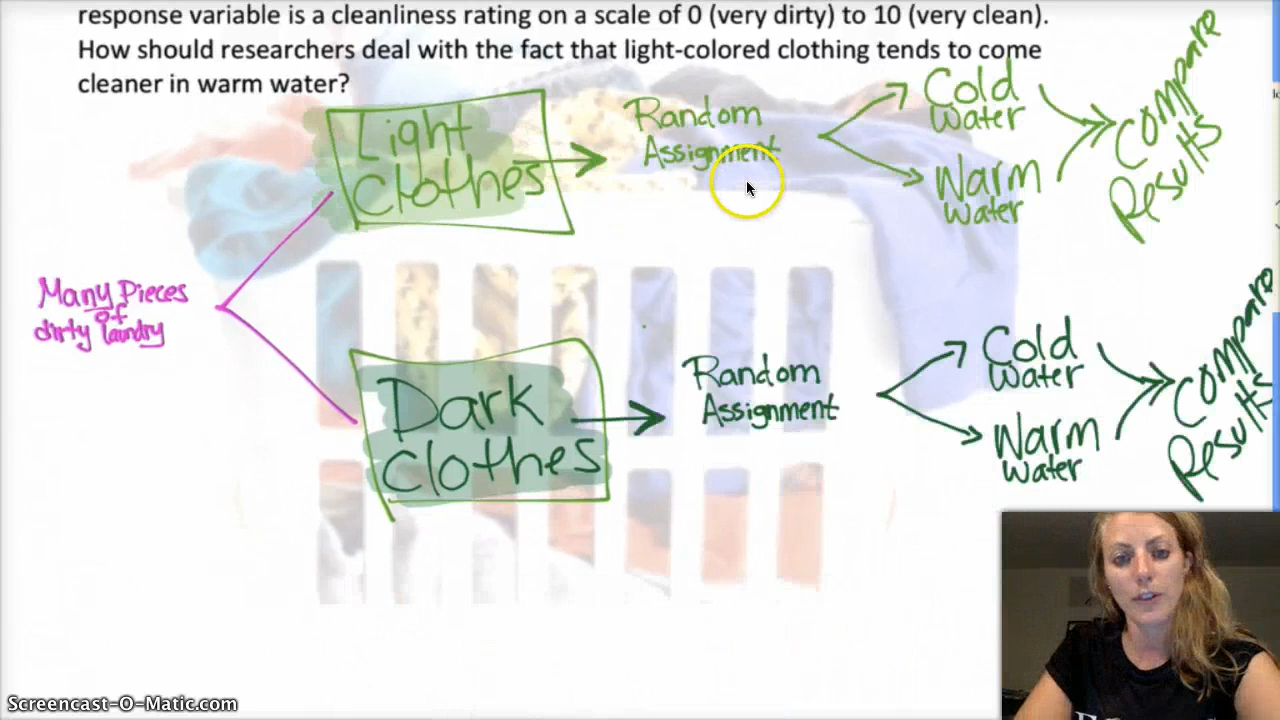 response variable is a cleanliness rating on a scale of 0 (very dirty) to 10 (very clean).
How should researchers deal with the fact that light-colored clothing tends to come
cleaner in warm water?
Light
Clothes
Random
Assignment
Cold
Water
Warm
Water
Compare
Results
Many Pieces
of
dirty laundry
Dark
Clothes
Random
Assignment
Cold
Water
Warm
Water
Compare
Results
Screencast-O-Matic.com